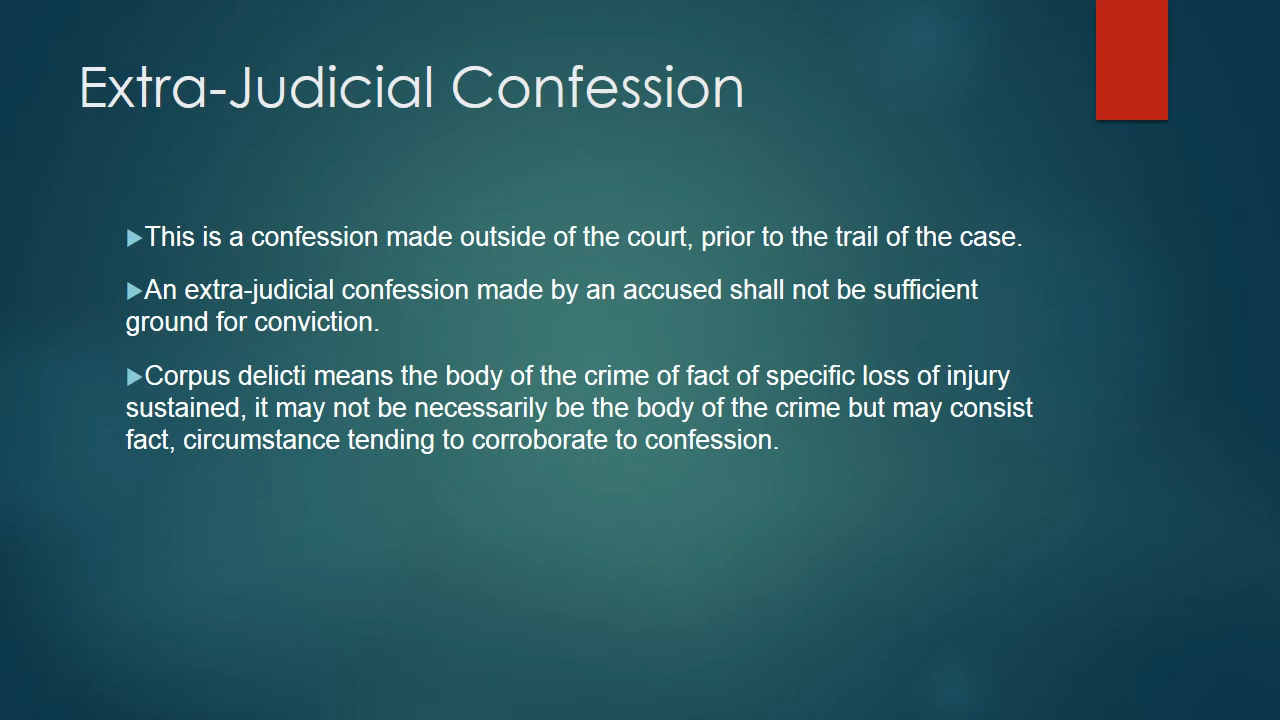 Extra-Judicial Confession
This is a confession made outside of the court, prior to the trail of the case.
An extra-judicial confession made by an accused shall not be sufficient
ground for conviction.
Corpus delicti means the body of the crime of fact of specific loss of injury
sustained, it may not be necessarily be the body of the crime but may consist
fact, circumstance tending to corroborate to confession.